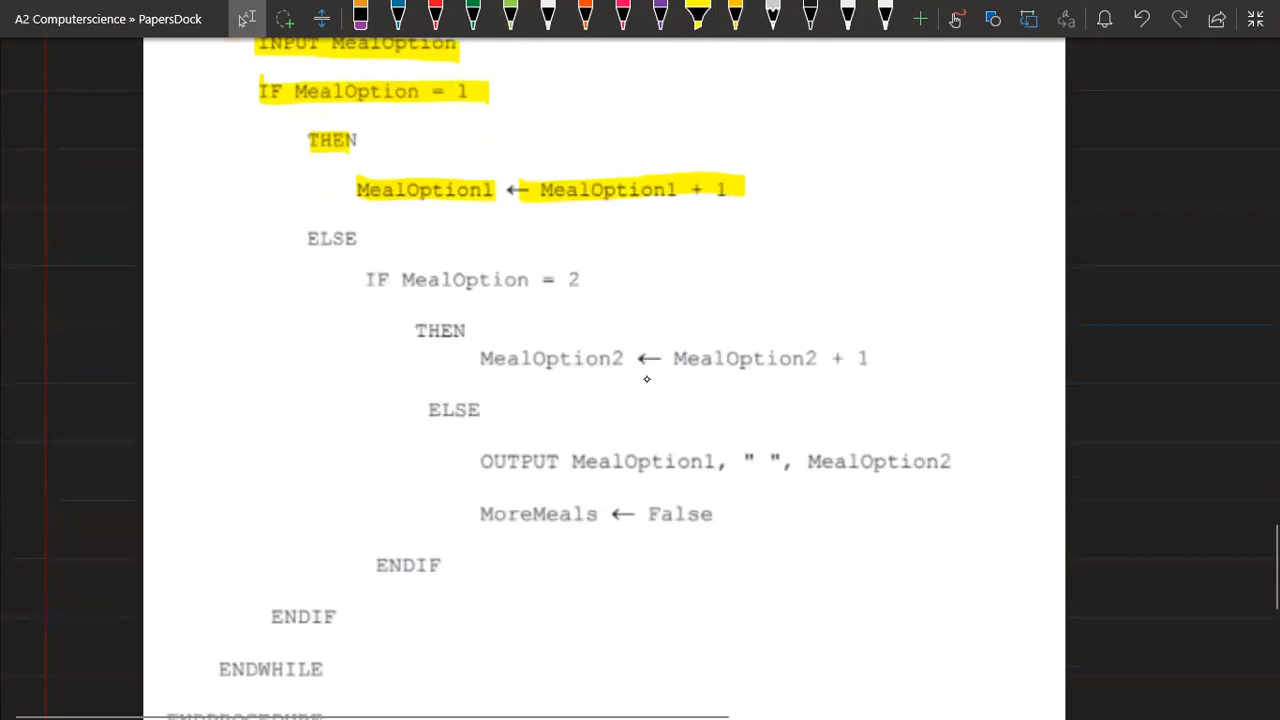 A2 Computerscience » PapersDock
INPUT MealOption
IF MealOption = 1
THEN
MealOption1 ← MealOption1 + 1
ELSE
IF MealOption = 2
THEN
MealOption2 ← MealOption2 + 1
ELSE
OUTPUT MealOption1, " ", MealOption2
MoreMeals ← False
ENDIF
ENDIF
ENDWHILE
ENDPROCEDURE